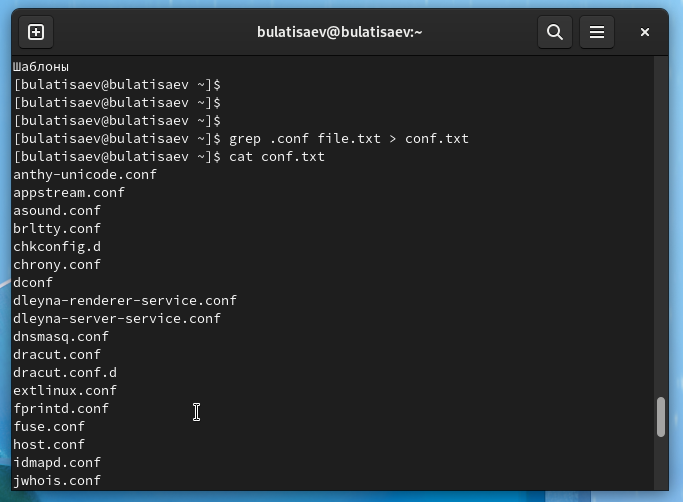 bulatisaev@bulatisaev:~
Шаблоны
[bulatisaev@bulatisaev ~]$
[bulatisaev@bulatisaev ~]$
[bulatisaev@bulatisaev ~]$
[bulatisaev@bulatisaev ~]$ grep .conf file.txt > conf.txt
[bulatisaev@bulatisaev ~]$ cat conf.txt
anthy-unicode.conf
appstream.conf
asound.conf
brltty.conf
chkconfig.d
chrony.conf
dconf
dleyna-renderer-service.conf
dleyna-server-service.conf
dnsmasq.conf
dracut.conf
dracut.conf.d
extlinux.conf
fprintd.conf
fuse.conf
host.conf
idmapd.conf
jwhois.conf